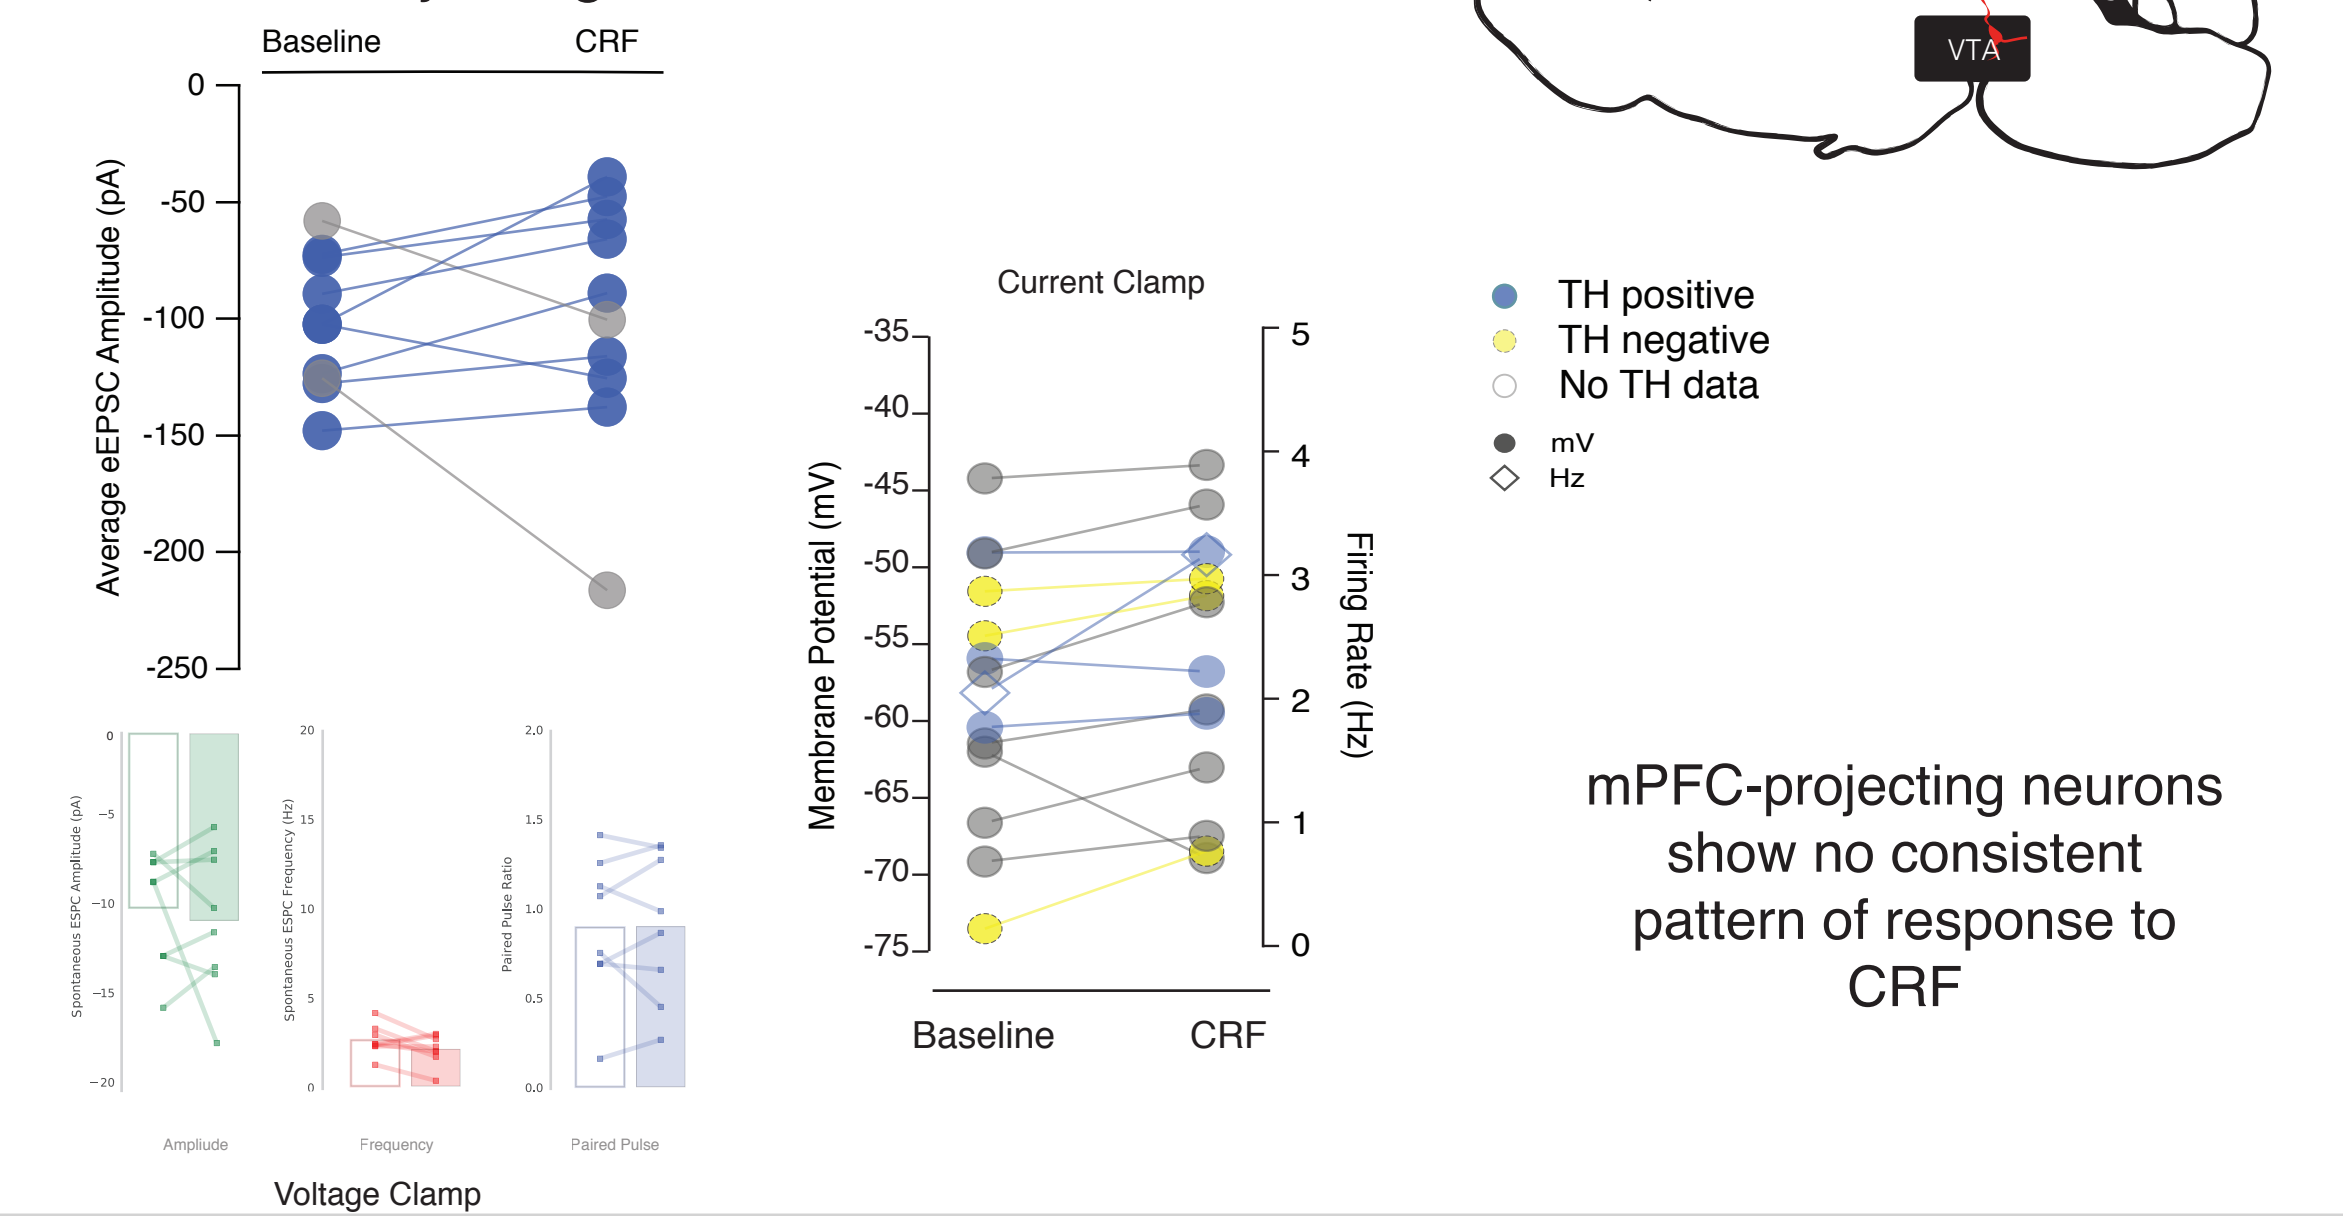 Baseline CRF
0
-50
-100
-150
-200
-250
Average eEPSC Amplitude (pA)
VTA
Current Clamp
-35
-40
-45
-50
-55
-60
-65
-70
-75
Membrane Potential (mV)
5
4
3
2
1
0
Firing Rate (Hz)
Baseline CRF
TH positive
TH negative
No TH data
mV
Hz
0
−5
−10
−15
−20
Spontaneous ESPC Amplitude (pA)
Ampliude
20
15
10
5
0
Spontaneous ESPC Frequency (Hz)
Frequency
2.0
1.5
1.0
0.5
0.0
Paired Pulse Ratio
Paired Pulse
Voltage Clamp
mPFC-projecting neurons
show no consistent
pattern of response to
CRF